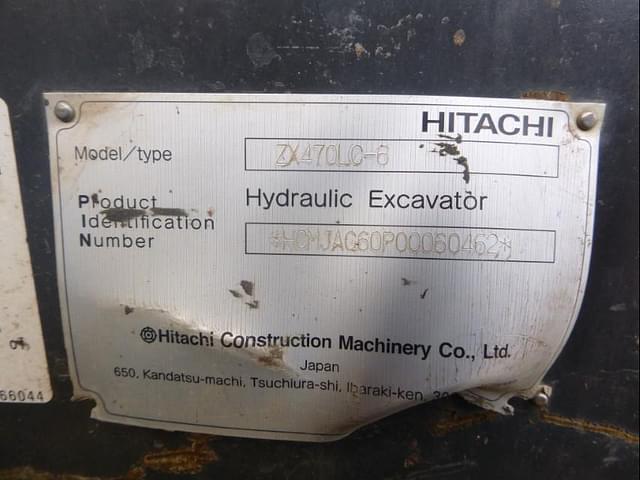 HITACHI
Model/type ZX470LC-6
Product Hydraulic Excavator
Identification
Number *HCMJAG60P00060462*
Hitachi Construction Machinery Co., Ltd.
Japan
650, Kandatsu-machi, Tsuchiura-shi, Ibaraki-ken,
66044